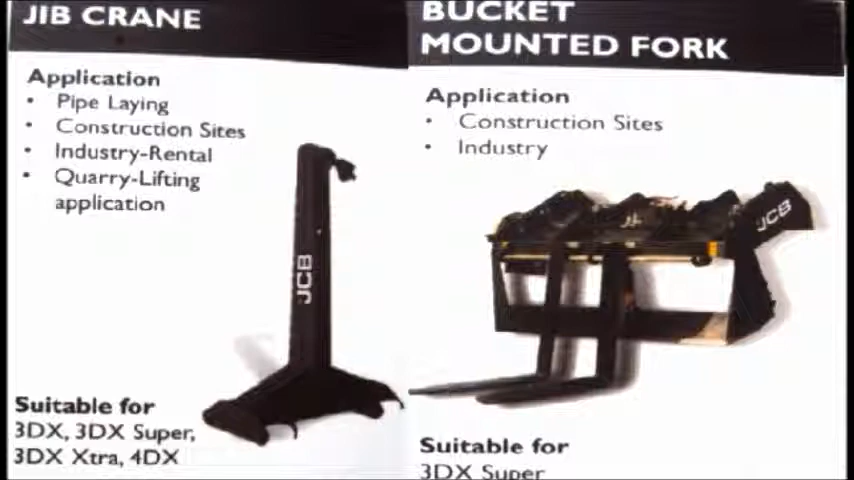 JIB CRANE
Application
• Pipe Laying
• Construction Sites
• Industry-Rental
• Quarry-Lifting
application
JCB
Suitable for
3DX, 3DX Super,
3DX Xtra, 4DX
BUCKET
MOUNTED FORK
Application
• Construction Sites
• Industry
JCB
Suitable for
3DX Super